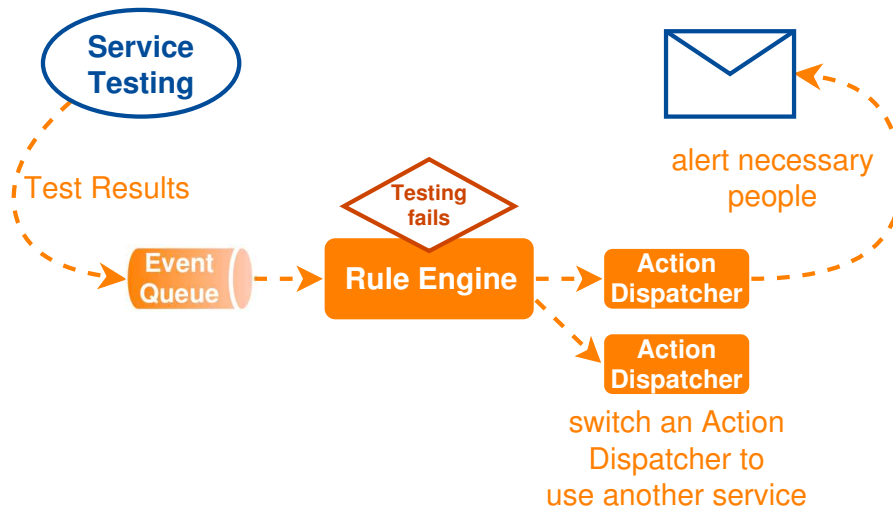 Service
Testing
Test Results
Event
Queue
Testing
fails
Rule Engine
Action
Dispatcher
alert necessary
people
Action
Dispatcher
switch an Action
Dispatcher to
use another service